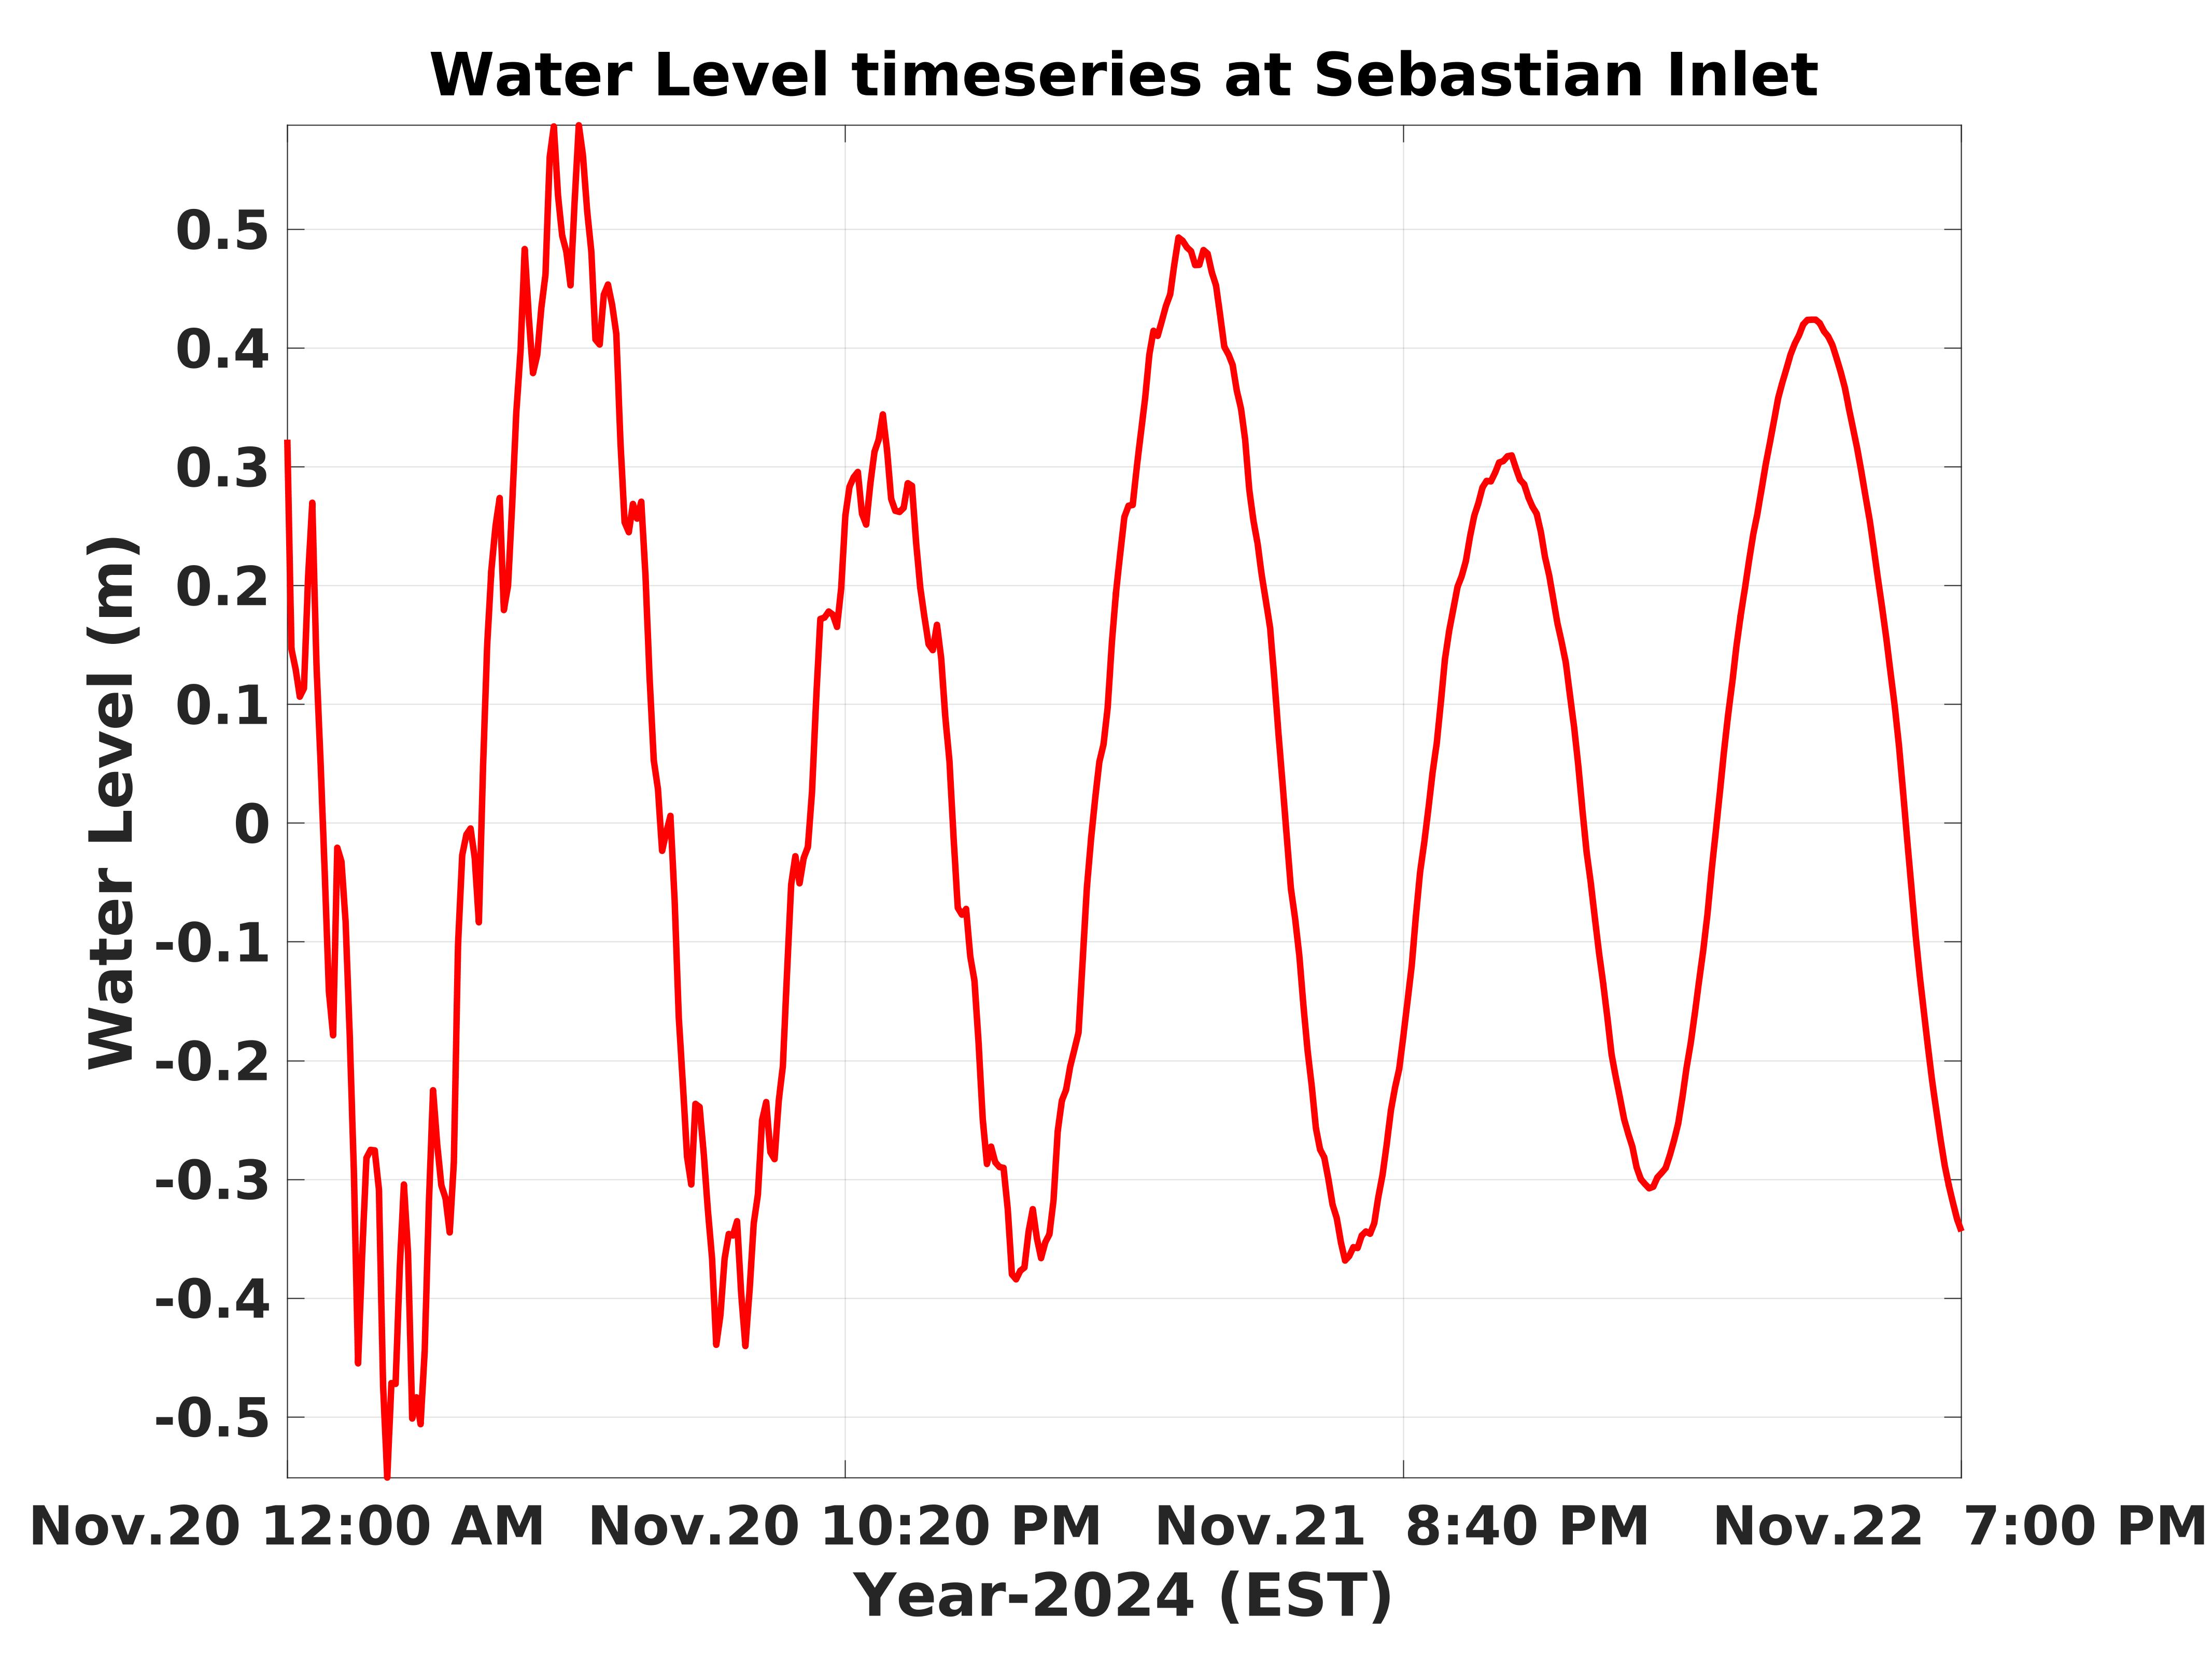 Water Level timeseries at Sebastian Inlet
Water Level (m)
0.5
0.4
0.3
0.2
0.1
0
-0.1
-0.2
-0.3
-0.4
-0.5
Nov.20 12:00 AM Nov.20 10:20 PM Nov.21 8:40 PM Nov.22 7:00 PM
Year-2024 (EST)